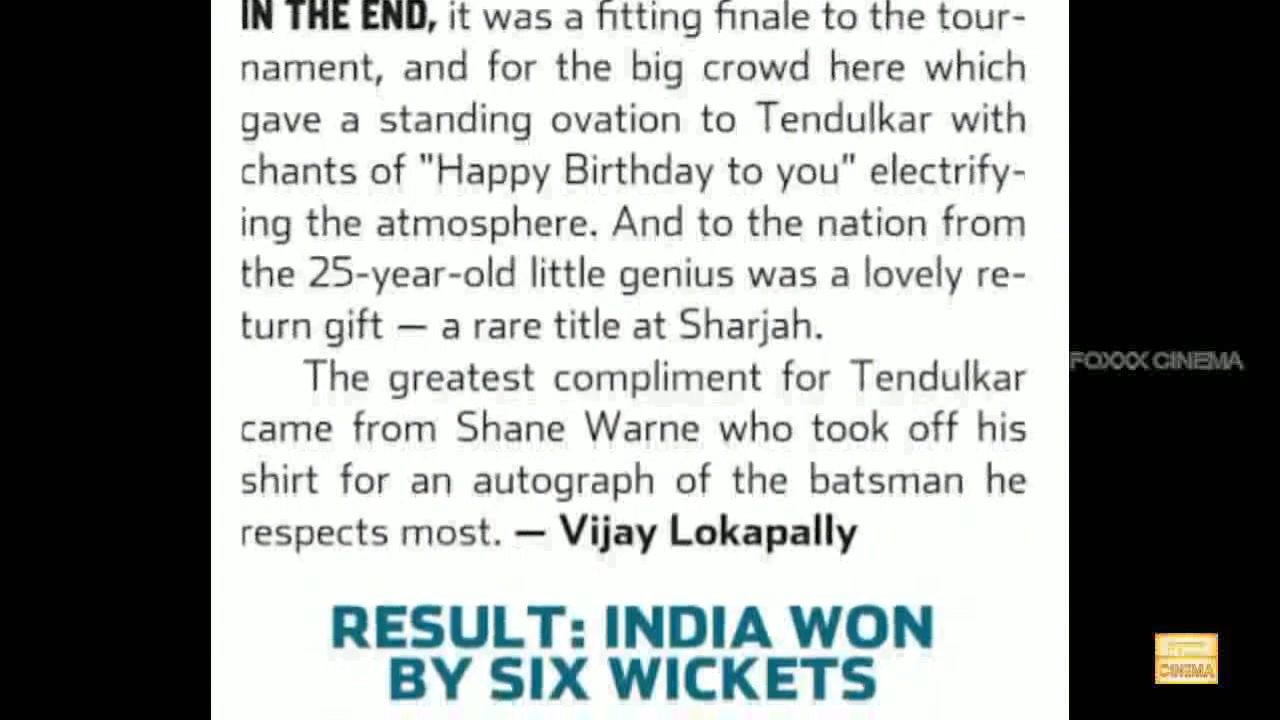 IN THE END, it was a fitting finale to the tour-
nament, and for the big crowd here which
gave a standing ovation to Tendulkar with
chants of "Happy Birthday to you" electrify-
ing the atmosphere. And to the nation from
the 25-year-old little genius was a lovely re-
turn gift — a rare title at Sharjah.
The greatest compliment for Tendulkar
came from Shane Warne who took off his
shirt for an autograph of the batsman he
respects most. — Vijay Lokapally
RESULT: INDIA WON
BY SIX WICKETS
FOXXX CINEMA
CINEMA